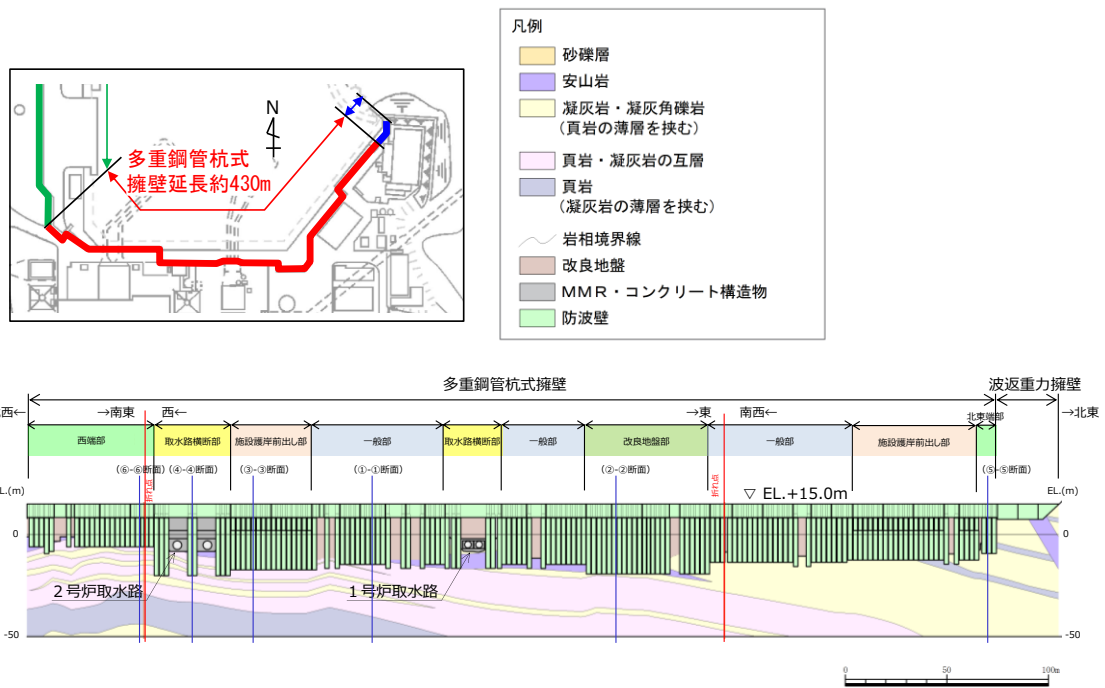 凡例
砂礫層
安山岩
凝灰岩・凝灰角礫岩
(頁岩の薄層を挟む)
頁岩・凝灰岩の互層
頁岩
(凝灰岩の薄層を挟む)
岩相境界線
改良地盤
MMR・コンクリート構造物
防波壁
N
多重鋼管杭式
擁壁延長約430m
多重鋼管杭式擁壁
波返重力擁壁
西←
→南東
西←
→東
南西←
→北東
西端部
取水路横断部
施設護岸前出し部
一般部
取水路横断部
一般部
改良地盤部
一般部
施設護岸前出し部
北東端部
(⑥-⑥断面)
(④-④断面)
(③-③断面)
(①-①断面)
(②-②断面)
(⑤-⑤断面)
折れ点
折れ点
▽ EL.+15.0m
EL.(m)
EL.(m)
0
0
-50
-50
2号炉取水路
1号炉取水路
0 50 100m